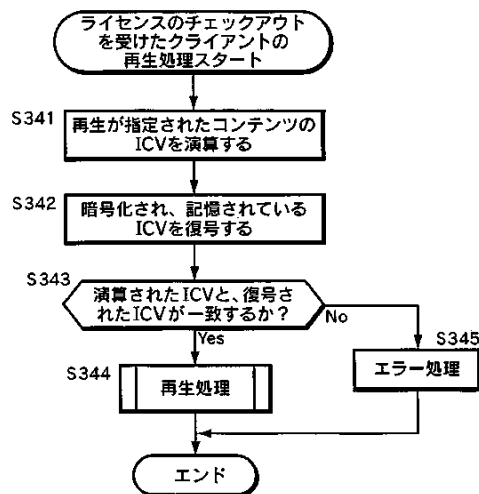 ライセンスのチェックアウト
を受けたクライアントの
再生処理スタート
S341
再生が指定されたコンテンツの
ICVを演算する
S342
暗号化され、記憶されている
ICVを復号する
S343
演算されたICVと、復号され
たICVが一致するか?
No
Yes
S344
再生処理
S345
エラー処理
エンド